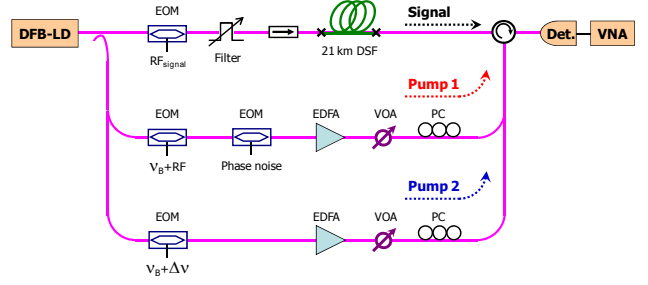 EOM
Signal
DFB-LD
Det.
VNA
RFsignal
Filter
21 km DSF
Pump 1
EOM
EOM
EDFA
VOA
PC
νB+RF
Phase noise
Pump 2
EOM
EDFA
VOA
PC
νB+Δν